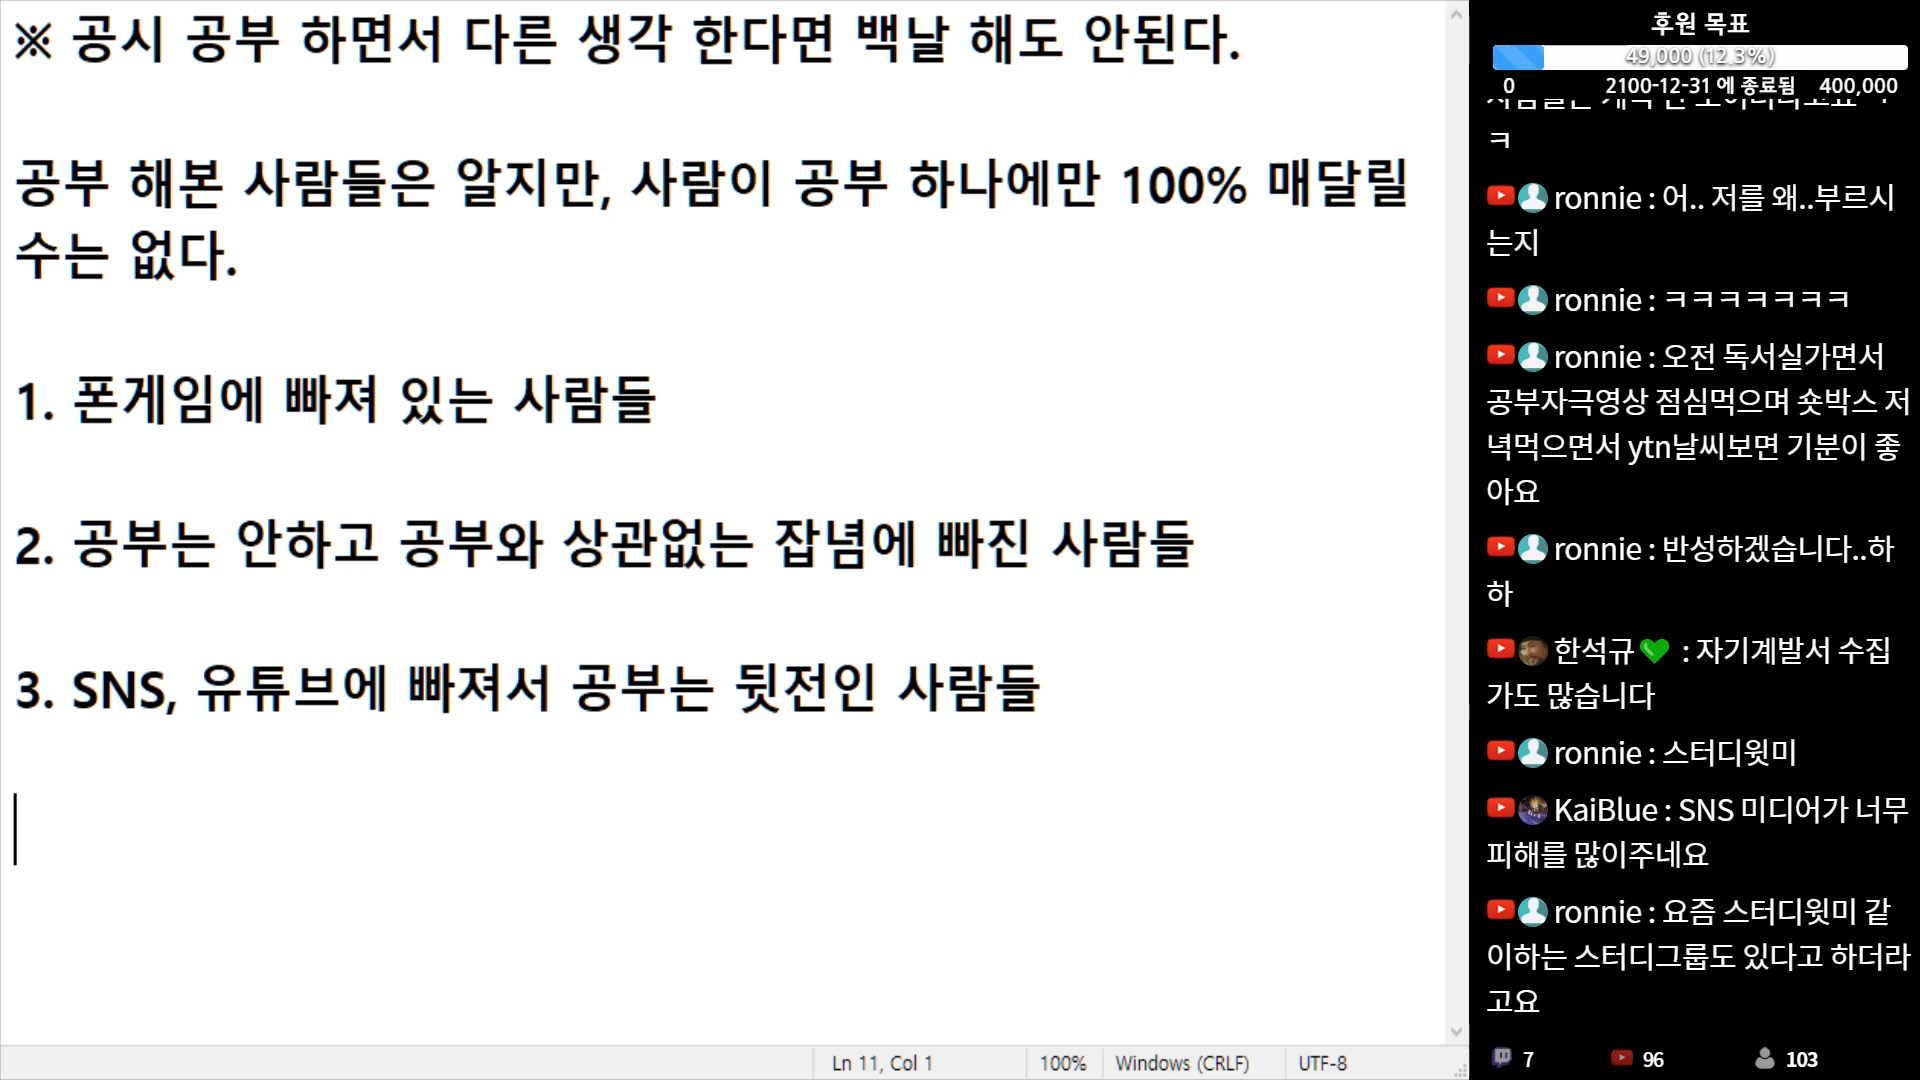 ※ 공시 공부 하면서 다른 생각 한다면 백날 해도 안된다.
공부 해본 사람들은 알지만, 사람이 공부 하나에만 100% 매달릴
수는 없다.
1. 폰게임에 빠져 있는 사람들
2. 공부는 안하고 공부와 상관없는 잡념에 빠진 사람들
3. SNS, 유튜브에 빠져서 공부는 뒷전인 사람들
Ln 11, Col 1
100%
Windows (CRLF)
UTF-8
후원 목표
49,000 (12.3%)
0 2100-12-31 에 종료됨 400,000
ㅋ
ronnie : 어.. 저를 왜..부르시
는지
ronnie : ㅋㅋㅋㅋㅋㅋㅋ
ronnie : 오전 독서실가면서
공부자극영상 점심먹으며 숏박스 저
녁먹으면서 ytn날씨보면 기분이 좋
아요
ronnie : 반성하겠습니다..하
하
한석규 : 자기계발서 수집
가도 많습니다
ronnie : 스터디윗미
KaiBlue : SNS 미디어가 너무
피해를 많이주네요
ronnie : 요즘 스터디윗미 같
이하는 스터디그룹도 있다고 하더라
고요
7 96 103